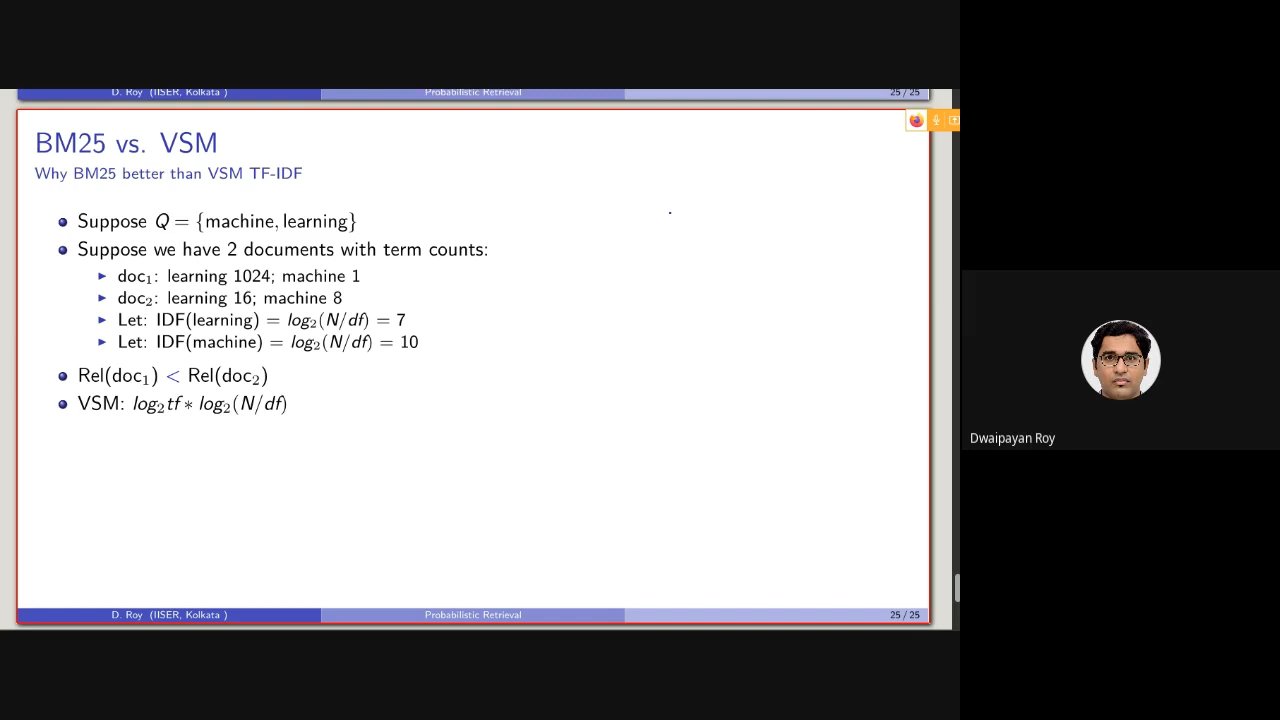 D. Roy (IISER, Kolkata )
Probabilistic Retrieval
25 / 25
BM25 vs. VSM
Why BM25 better than VSM TF-IDF
Suppose Q = {machine, learning}
Suppose we have 2 documents with term counts:
doc₁: learning 1024; machine 1
doc₂: learning 16; machine 8
Let: IDF(learning) = log₂(N/df) = 7
Let: IDF(machine) = log₂(N/df) = 10
Rel(doc₁) < Rel(doc₂)
VSM: log₂tf ∗ log₂(N/df)
D. Roy (IISER, Kolkata )
Probabilistic Retrieval
25 / 25
Dwaipayan Roy